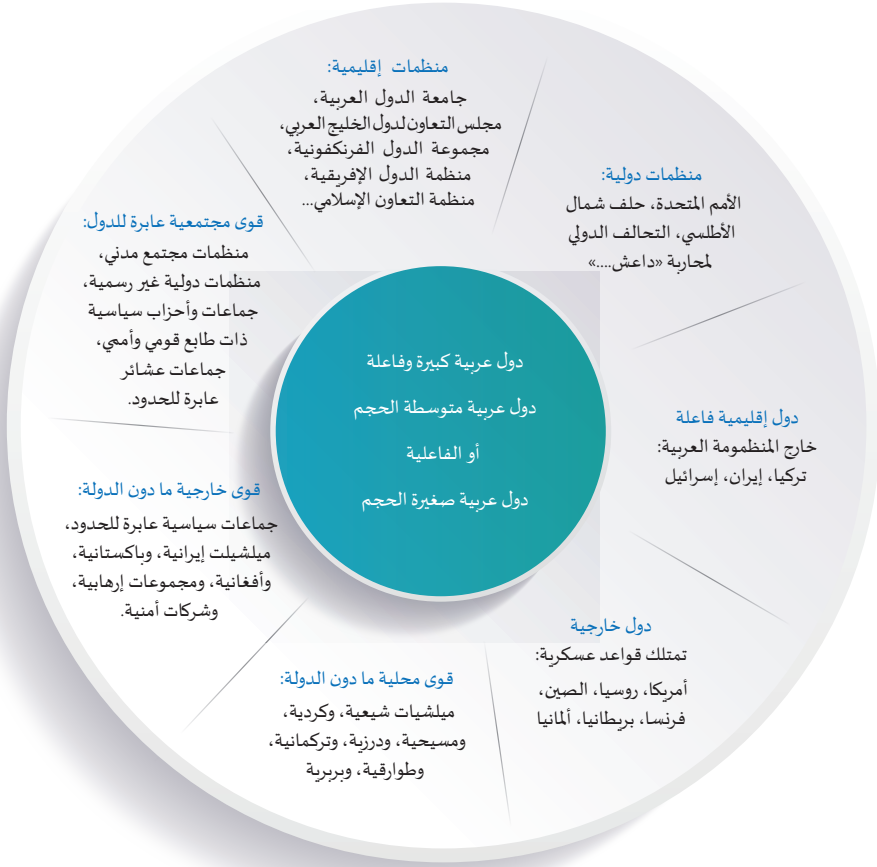 منظمات إقليمية:
جامعة الدول العربية،
مجلس التعاون لدول الخليج العربي،
مجموعة الدول الفرنكفونية،
منظمة الدول الإفريقية،
منظمة التعاون الإسلامي...
منظمات دولية:
الأمم المتحدة، حلف شمال
الأطلسي، التحالف الدولي
لمحاربة «داعش....»
دول إقليمية فاعلة
خارج المنظمومة العربية:
تركيا، إيران، إسرائيل
دول خارجية
تمتلك قواعد عسكرية:
أمريكا، روسيا، الصين،
فرنسا، بريطانيا، ألمانيا
قوى محلية ما دون الدولة:
ميلشيات شيعية، وكردية،
ومسيحية، ودرزية، وتركمانية،
وطوارقية، وبربرية
قوى خارجية ما دون الدولة:
جماعات سياسية عابرة للحدود،
ميلشيلت إيرانية، وباكستانية،
وأفغانية، ومجموعات إرهابية،
وشركات أمنية.
قوى مجتمعية عابرة للدول:
منظمات مجتمع مدني،
منظمات دولية غير رسمية،
جماعات وأحزاب سياسية
ذات طابع قومي وأممي،
جماعات عشائر
عابرة للحدود.
دول عربية كبيرة وفاعلة
دول عربية متوسطة الحجم
أو الفاعلية
دول عربية صغيرة الحجم